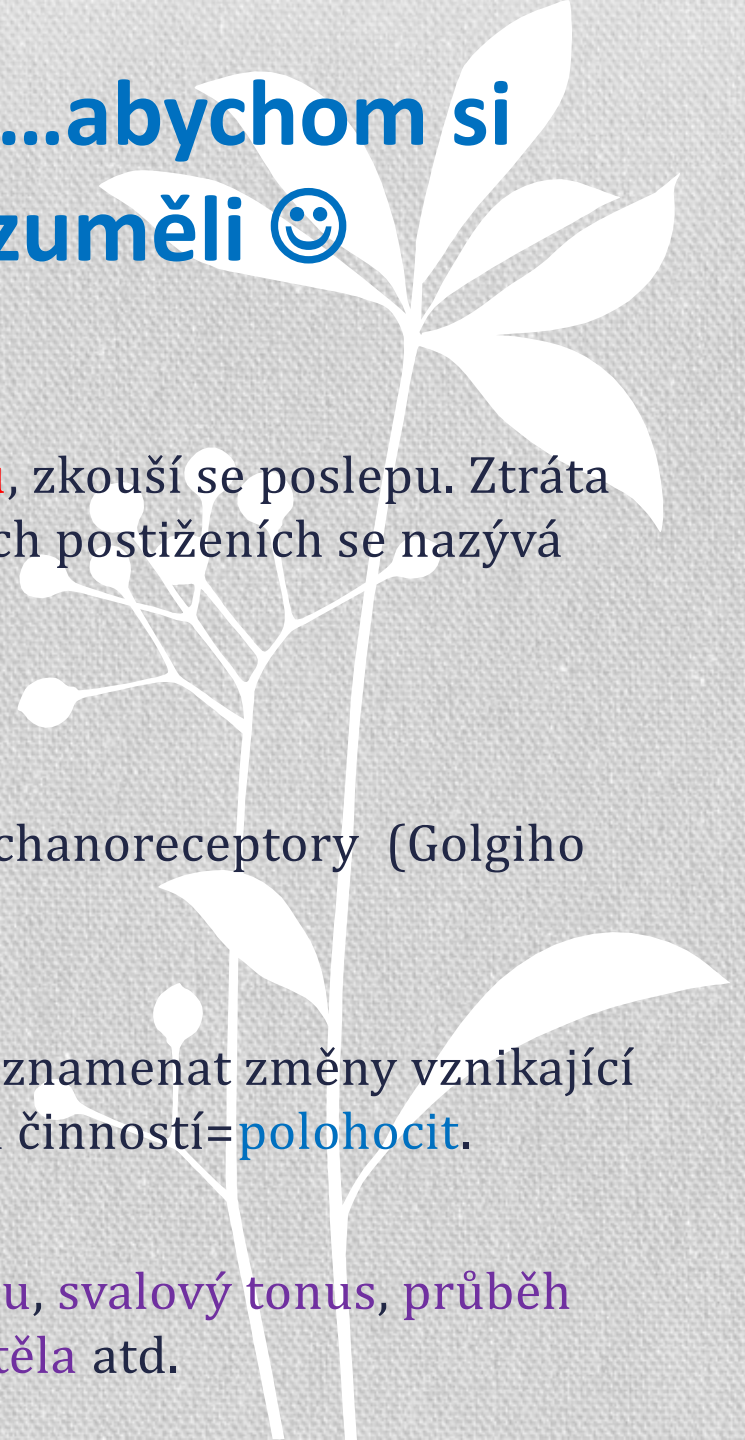 …abychom si
zuměli ☺
, zkouší se poslepu. Ztráta
ch postiženích se nazývá
chanoreceptory (Golgiho
znamenat změny vznikající
činností=polohocit.
u, svalový tonus, průběh
těla atd.